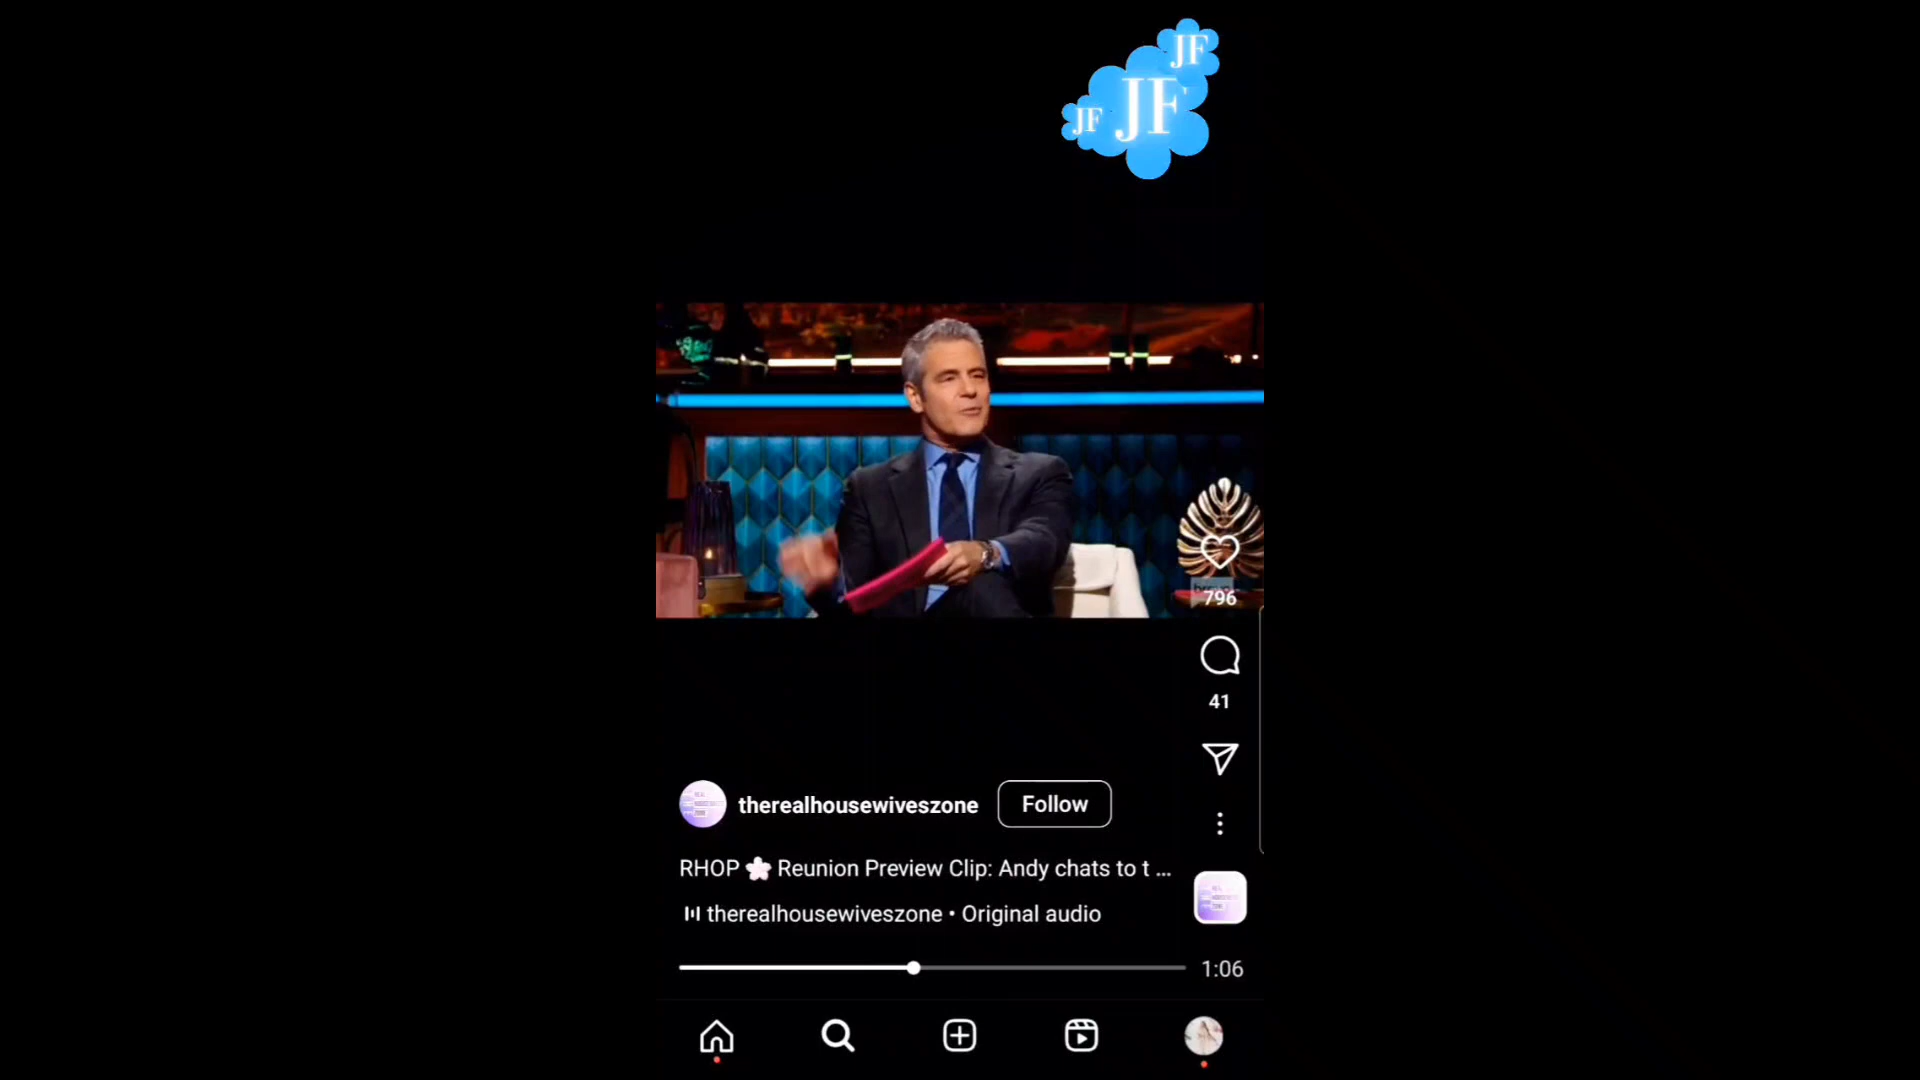 JF
JF
JF
bravo
796
41
therealhousewiveszone
Follow
RHOP 🌸 Reunion Preview Clip: Andy chats to t ...
therealhousewiveszone • Original audio
1:06